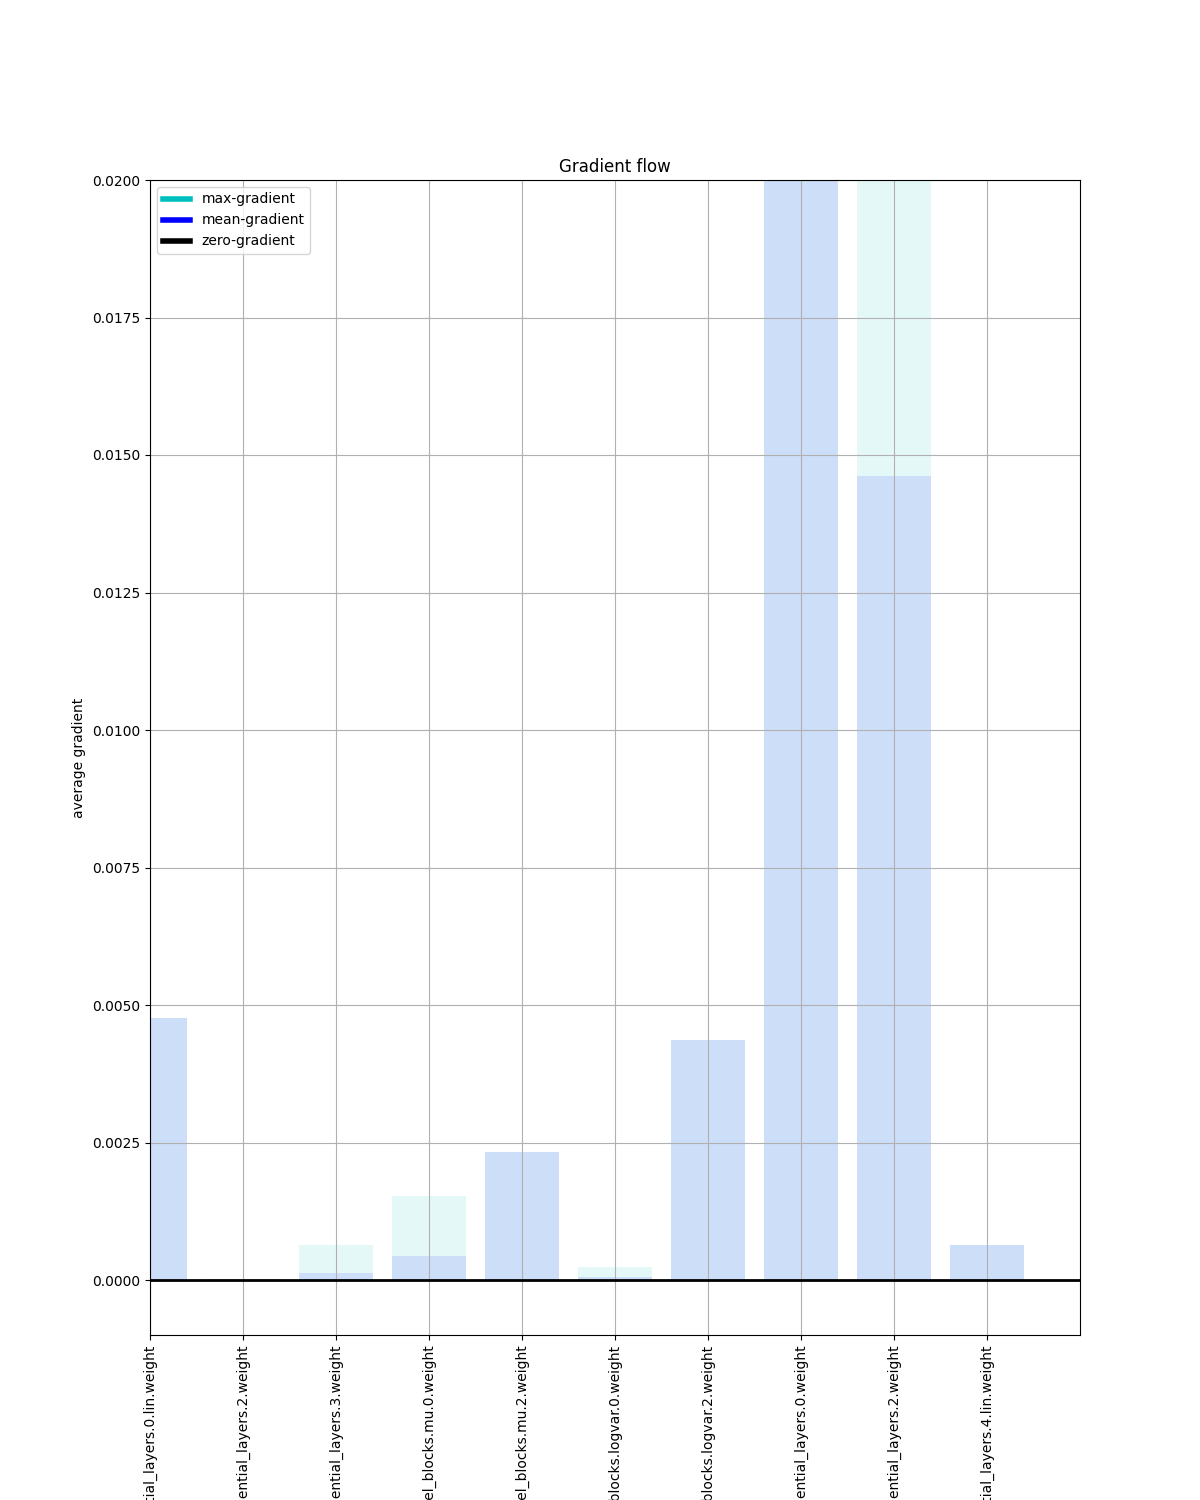 Gradient flow
max-gradient
mean-gradient
zero-gradient
0.0200
0.0175
0.0150
0.0125
0.0100
0.0075
0.0050
0.0025
0.0000
average gradient
tial_layers.0.lin.weight
ential_layers.2.weight
ential_layers.3.weight
el_blocks.mu.0.weight
el_blocks.mu.2.weight
blocks.logvar.0.weight
blocks.logvar.2.weight
ential_layers.0.weight
ential_layers.2.weight
tial_layers.4.lin.weight